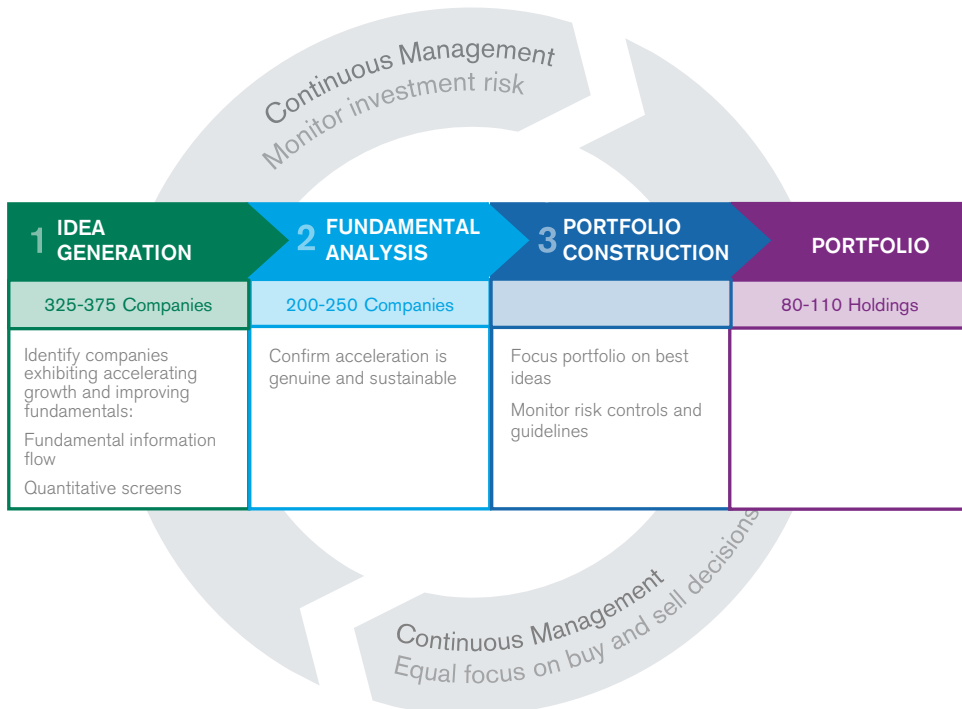 Continuous Management
Monitor investment risk
1 IDEA
GENERATION
2 FUNDAMENTAL
ANALYSIS
3 PORTFOLIO
CONSTRUCTION
PORTFOLIO
325-375 Companies
200-250 Companies
80-110 Holdings
Identify companies
exhibiting accelerating
growth and improving
fundamentals:
Fundamental information
flow
Quantitative screens
Confirm acceleration is
genuine and sustainable
Focus portfolio on best
ideas
Monitor risk controls and
guidelines
Continuous Management
Equal focus on buy and sell decisions